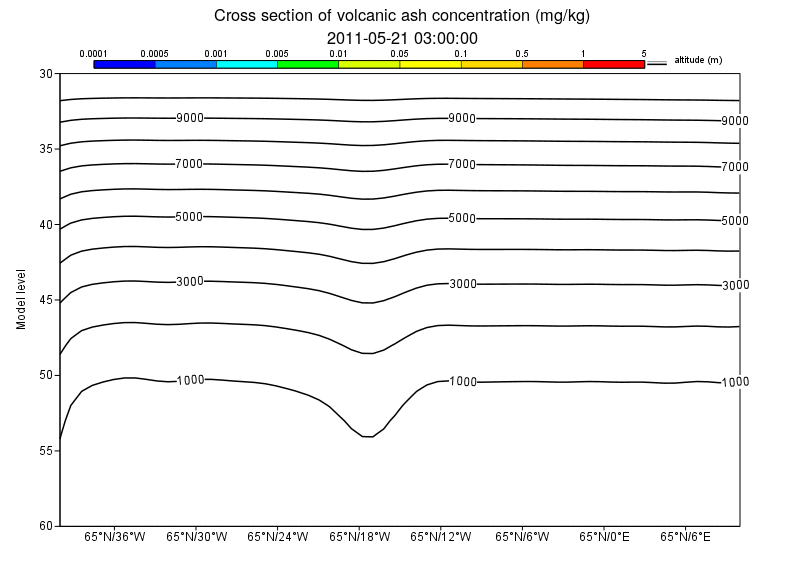 Cross section of volcanic ash concentration (mg/kg)
2011-05-21 03:00:00
0.0001 0.0005 0.001 0.005 0.01 0.05 0.1 0.5 1 5 altitude (m)
30
9000 9000 9000
35
7000 7000 7000
40
5000 5000 5000
Model level
3000 3000 3000
45
50
1000 1000 1000
55
60
65°N/36°W 65°N/30°W 65°N/24°W 65°N/18°W 65°N/12°W 65°N/6°W 65°N/0°E 65°N/6°E